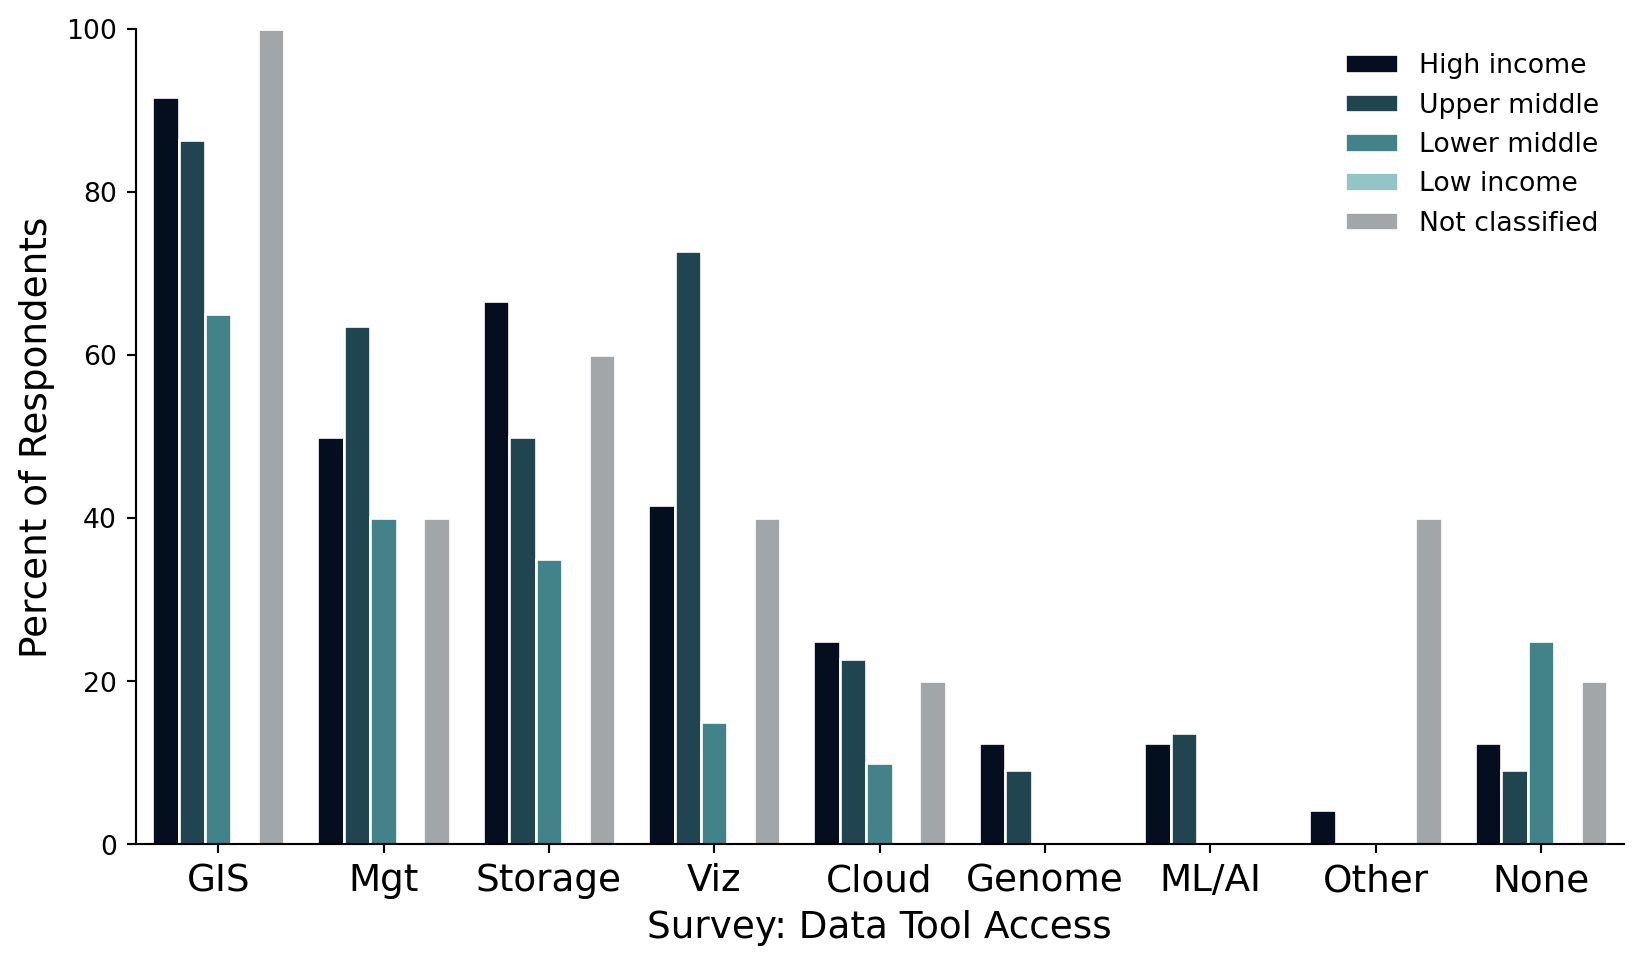 Percent of Respondents
100
80
60
40
20
0
High income
Upper middle
Lower middle
Low income
Not classified
GIS Mgt Storage Viz Cloud Genome ML/AI Other None
Survey: Data Tool Access